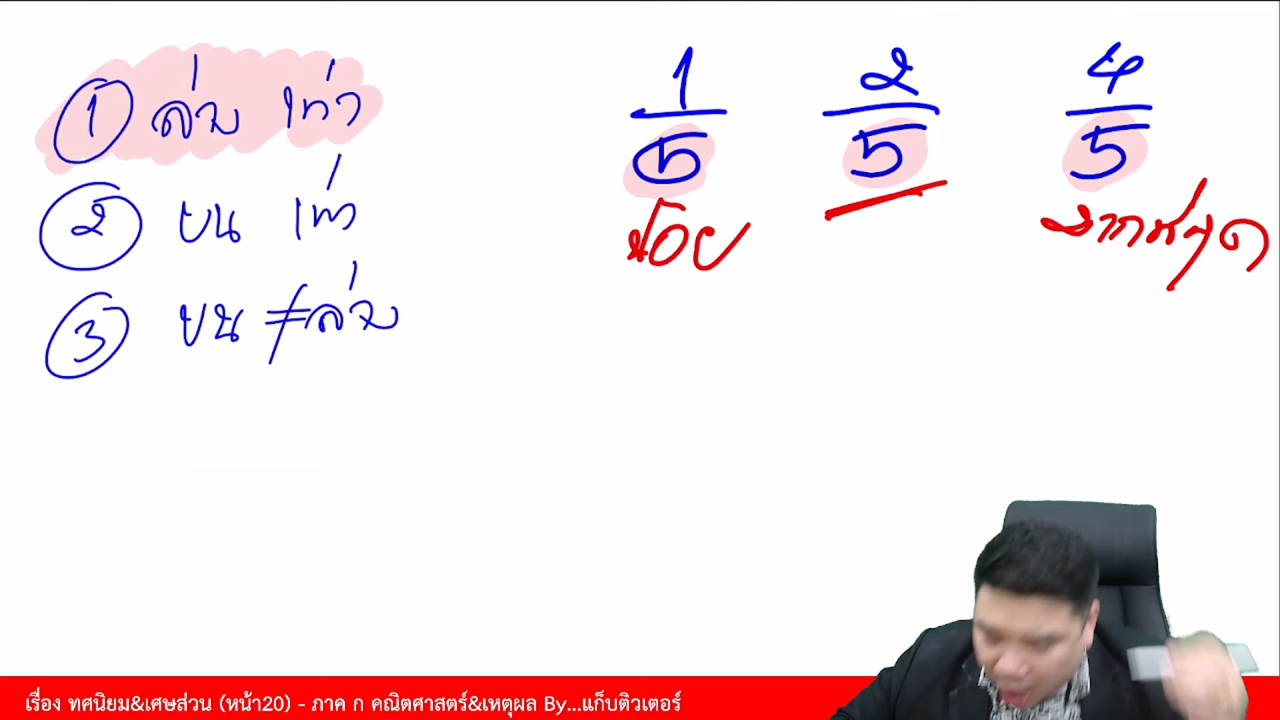 ① ล่าง เท่า
② บน เท่า
③ บน ≠ ล่าง
1/5 2/5 4/5
น้อย มากที่สุด
เรื่อง ทศนิยม&เศษส่วน (หน้า20) - ภาค ก คณิตศาสตร์&เหตุผล By...แก็บติวเตอร์